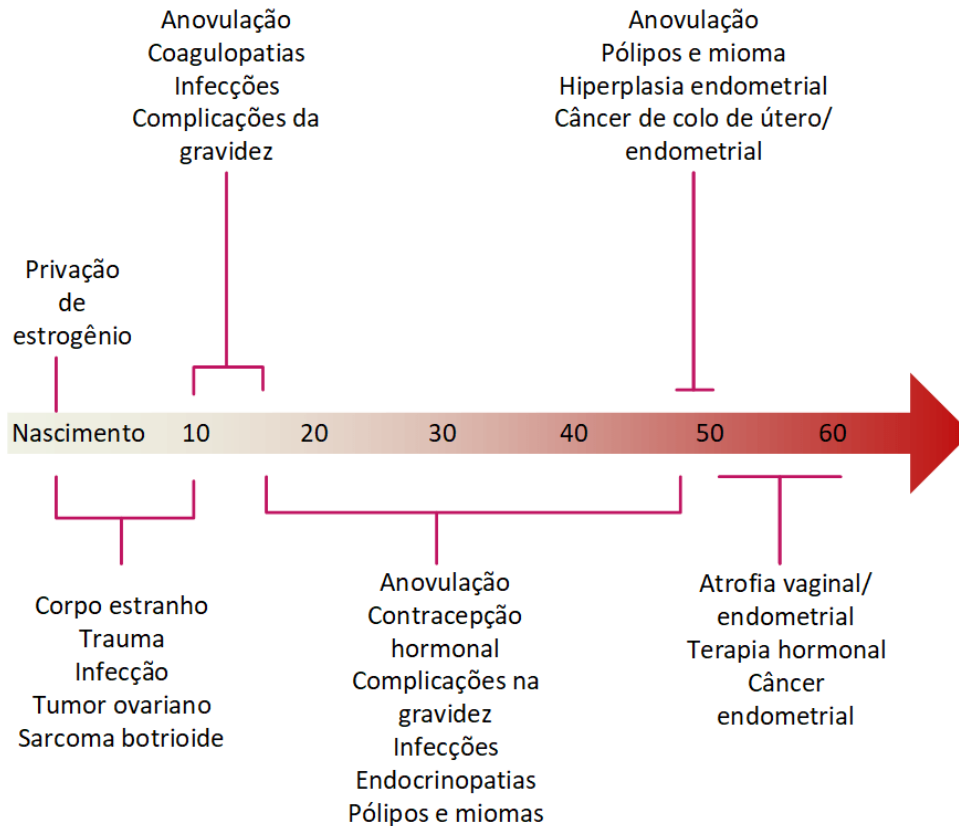 Anovulação
Coagulopatias
Infecções
Complicações da
gravidez
Anovulação
Pólipos e mioma
Hiperplasia endometrial
Câncer de colo de útero/
endometrial
Privação
de
estrogênio
Nascimento 10 20 30 40 50 60
Corpo estranho
Trauma
Infecção
Tumor ovariano
Sarcoma botrioide
Anovulação
Contracepção
hormonal
Complicações na
gravidez
Infecções
Endocrinopatias
Pólipos e miomas
Atrofia vaginal/
endometrial
Terapia hormonal
Câncer
endometrial